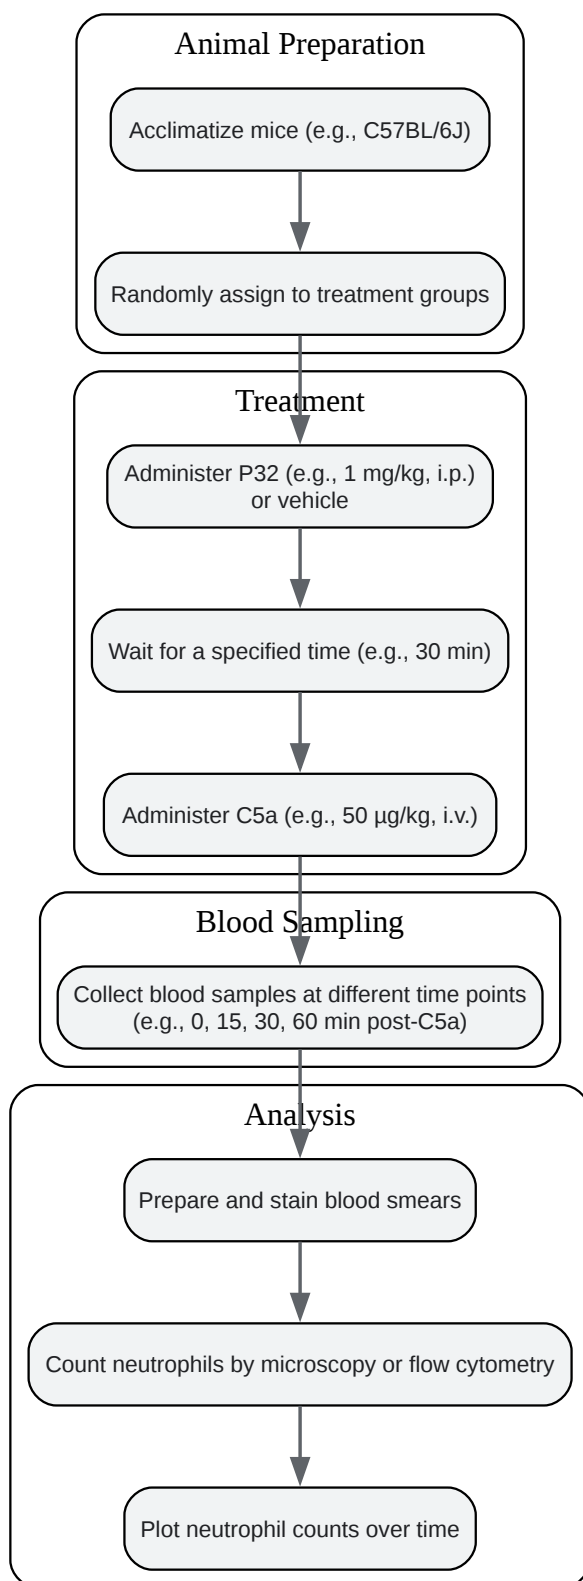 Animal Preparation
Acclimatize mice (e.g., C57BL/6J)
Randomly assign to treatment groups
Treatment
Administer P32 (e.g., 1 mg/kg, i.p.)
or vehicle
Wait for a specified time (e.g., 30 min)
Administer C5a (e.g., 50 µg/kg, i.v.)
Blood Sampling
Collect blood samples at different time points
(e.g., 0, 15, 30, 60 min post-C5a)
Analysis
Prepare and stain blood smears
Count neutrophils by microscopy or flow cytometry
Plot neutrophil counts over time